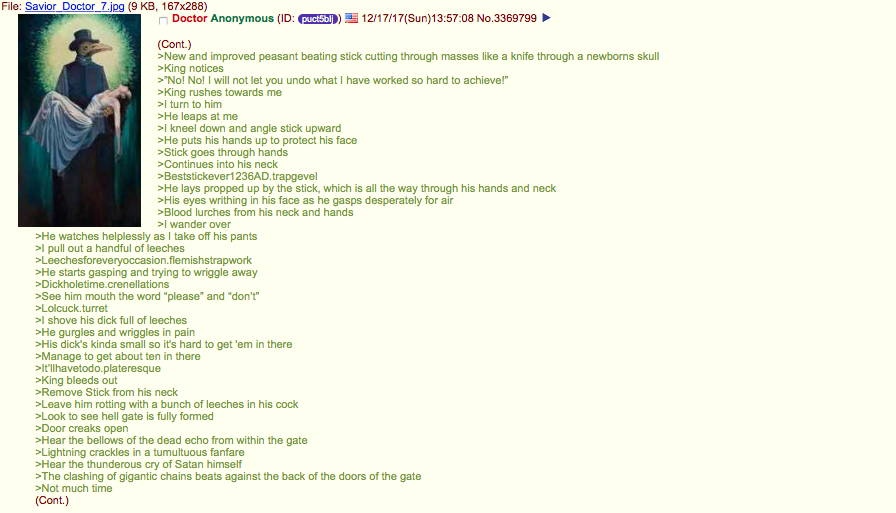 File: Savior_Doctor_7.jpg (9 KB, 167x288)
Doctor Anonymous (ID: puct5blj) 12/17/17(Sun)13:57:08 No.3369799
(Cont.)
>New and improved peasant beating stick cutting through masses like a knife through a newborns skull
>King notices
>"No! No! I will not let you undo what I have worked so hard to achieve!"
>King rushes towards me
>I turn to him
>He leaps at me
>I kneel down and angle stick upward
>He puts his hands up to protect his face
>Stick goes through hands
>Continues into his neck
>Beststickever1236AD.trapgevel
>He lays propped up by the stick, which is all the way through his hands and neck
>His eyes writhing in his face as he gasps desperately for air
>Blood lurches from his neck and hands
>I wander over
>He watches helplessly as I take off his pants
>I pull out a handful of leeches
>Leechesforeveryoccasion.flemishstrapwork
>He starts gasping and trying to wriggle away
>Dickholetime.crenellations
>See him mouth the word “please” and “don’t”
>Lolcuck.turret
>I shove his dick full of leeches
>He gurgles and wriggles in pain
>His dick's kinda small so it's hard to get 'em in there
>Manage to get about ten in there
>It'llhavetodo.plateresque
>King bleeds out
>Remove Stick from his neck
>Leave him rotting with a bunch of leeches in his cock
>Look to see hell gate is fully formed
>Door creaks open
>Hear the bellows of the dead echo from within the gate
>Lightning crackles in a tumultuous fanfare
>Hear the thunderous cry of Satan himself
>The clashing of gigantic chains beats against the back of the doors of the gate
>Not much time
(Cont.)